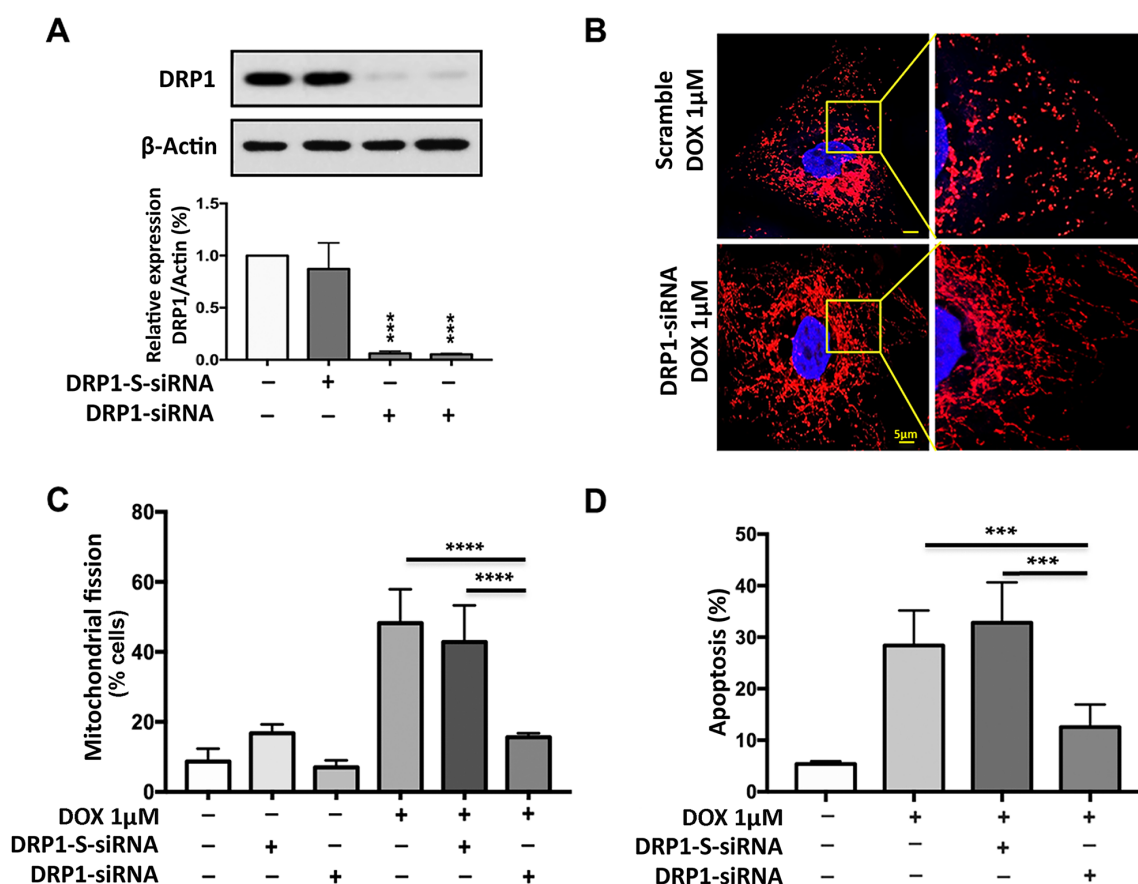 A
DRP1
β-Actin
Relative expression
DRP1/Actin (%)
1.5
1.0
0.5
0.0
*** ***
DRP1-S-siRNA – + – –
DRP1-siRNA – – + +
B
Scramble
DOX 1μM
DRP1-siRNA
DOX 1μM
5μm
C
Mitochondrial fission
(% cells)
80
60
40
20
0
****
****
DOX 1μM – – – + + +
DRP1-S-siRNA – + – – + –
DRP1-siRNA – – + – – +
D
Apoptosis (%)
50
40
30
20
10
0
***
***
DOX 1μM – + + +
DRP1-S-siRNA – – + –
DRP1-siRNA – – – +